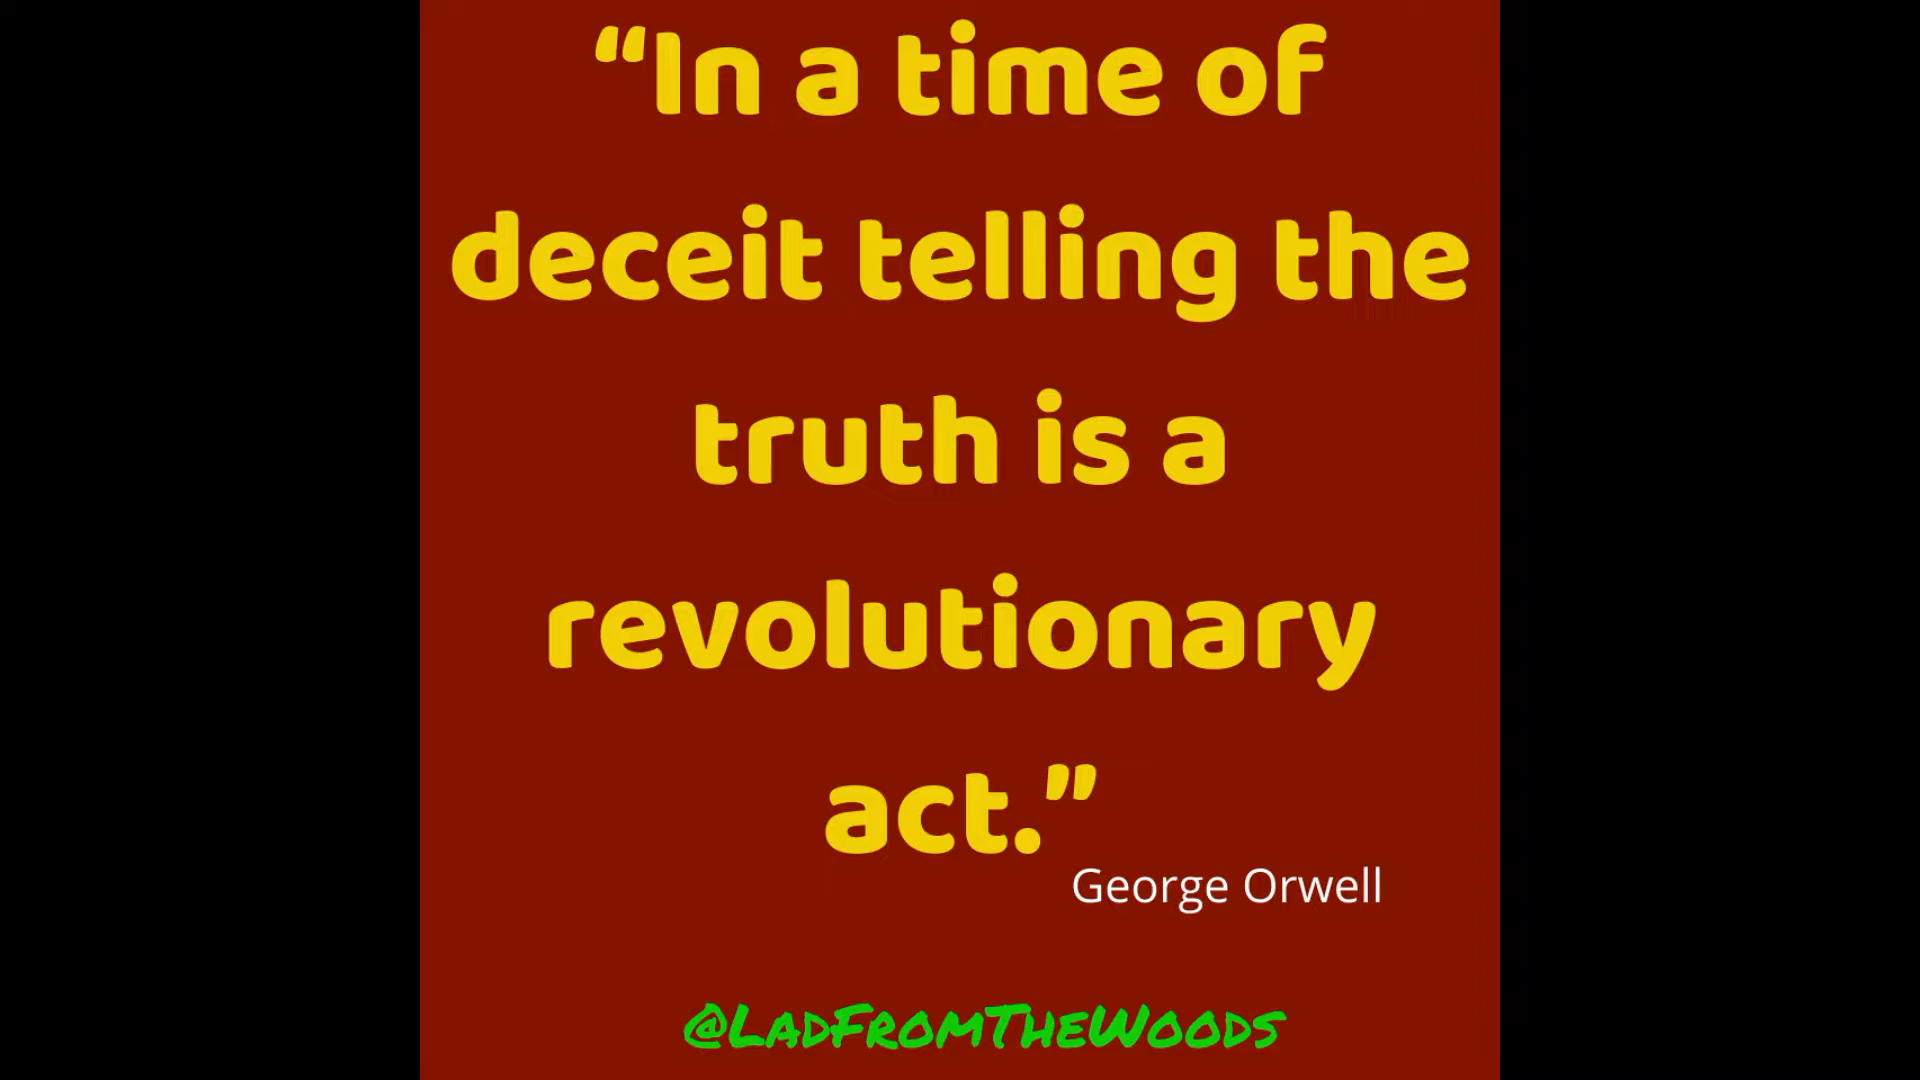 “In a time of
deceit telling the
truth is a
revolutionary
act.”
George Orwell
@LadFromTheWoods